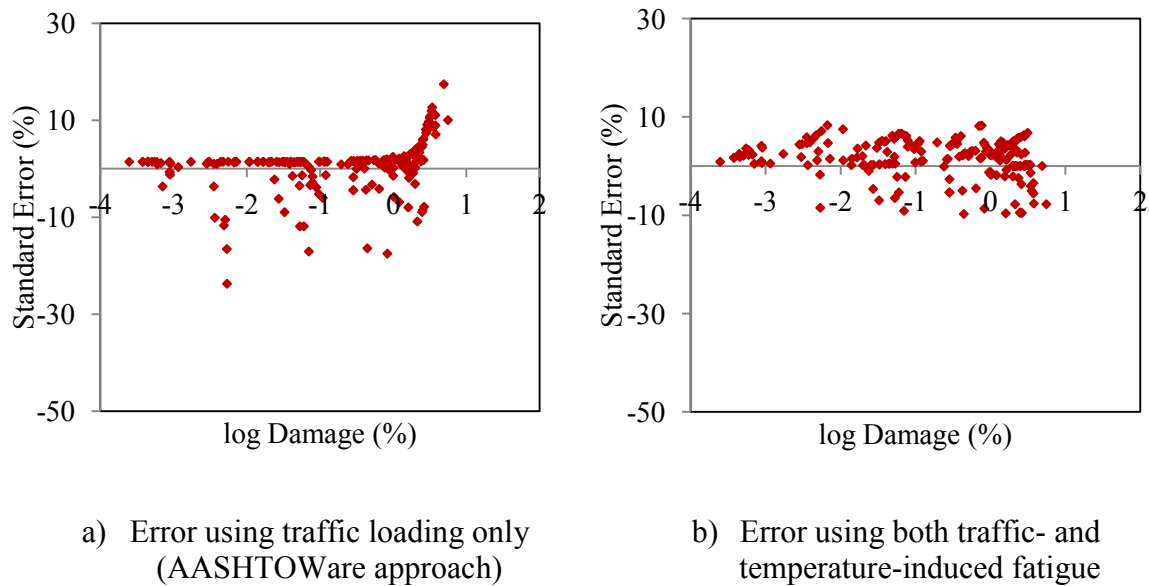 30
10
-10
-30
-50
-4 -3 -2 -1 0 1 2
Standard Error (%)
log Damage (%)
a) Error using traffic loading only
(AASHTOWare approach)
30
10
-10
-30
-50
-4 -3 -2 -1 0 1 2
Standard Error (%)
log Damage (%)
b) Error using both traffic- and
temperature-induced fatigue